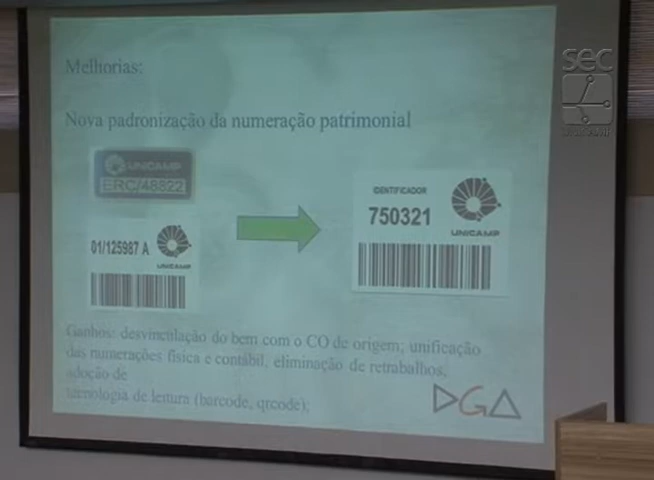 Melhorias:
Nova padronização da numeração patrimonial
UNICAMP
ERC/48822
01/125987 A
UNICAMP
IDENTIFICADOR
750321
UNICAMP
Ganhos: desvinculação do bem com o CO de origem; unificação
das numerações física e contábil, eliminação de retrabalhos,
adoção de
tecnologia de leitura (barcode, qrcode);
DGA
sec
UNICAMP